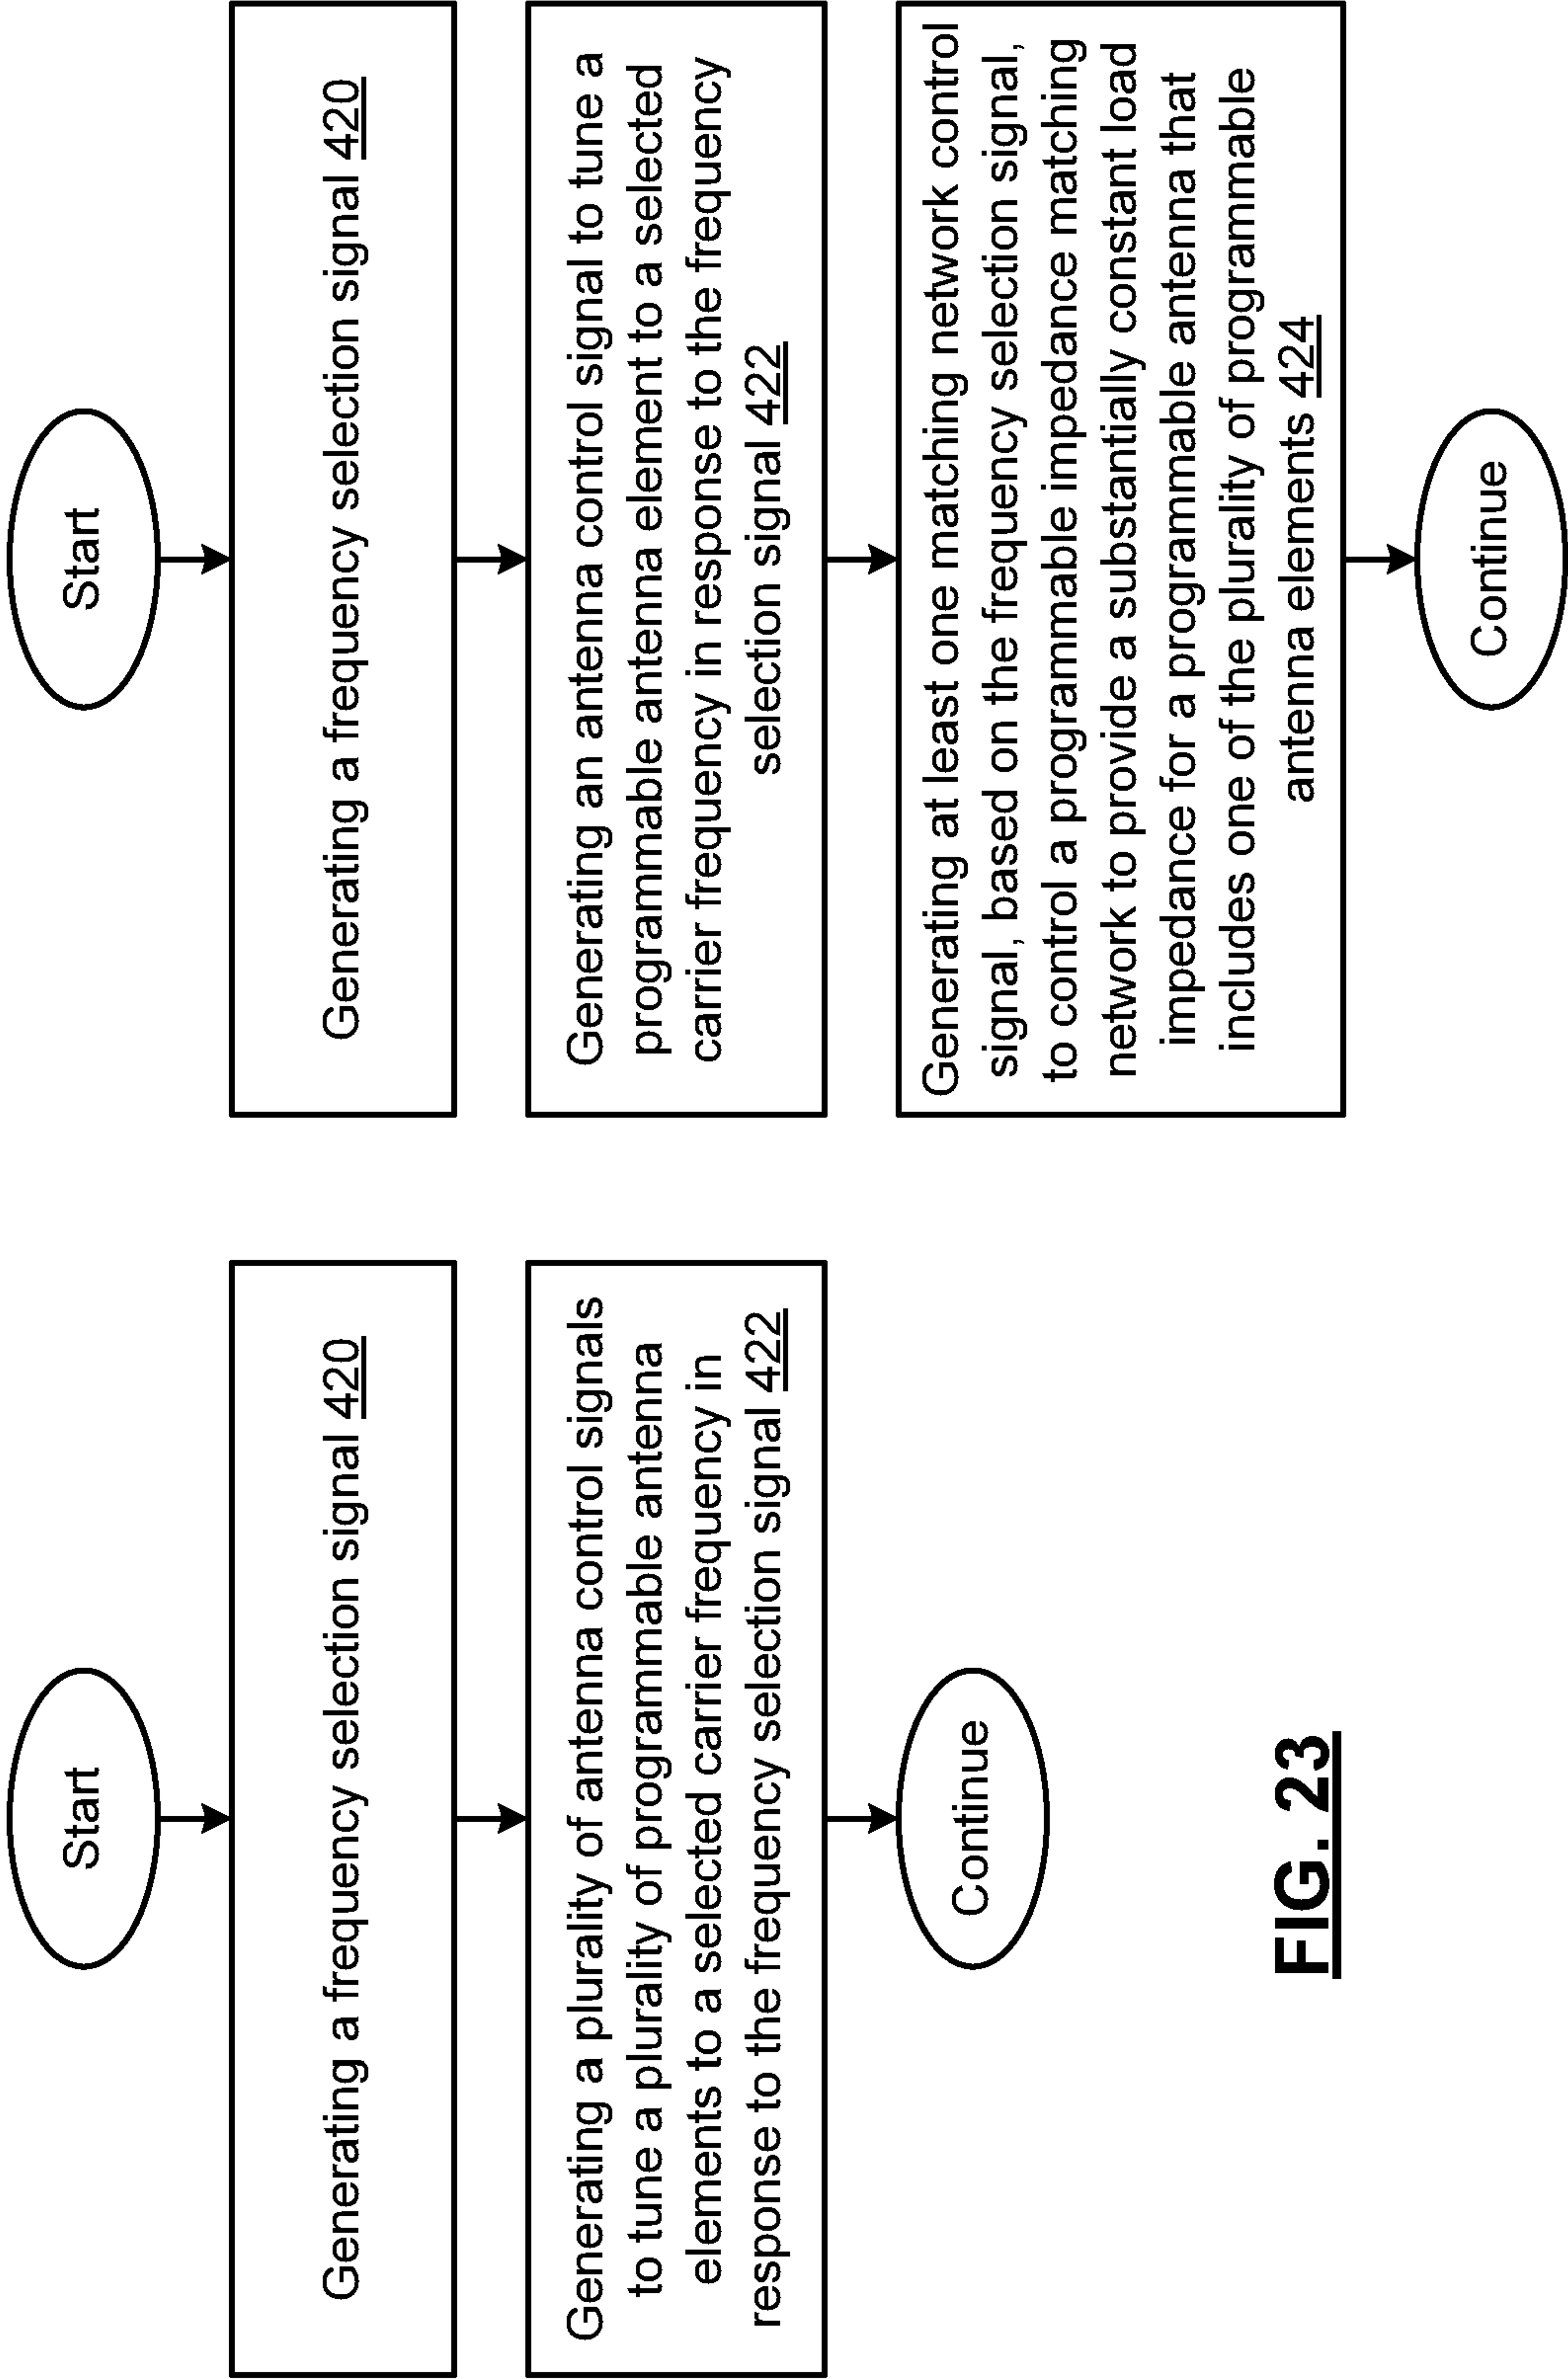 Start
Generating a frequency selection signal 420
Generating a plurality of antenna control signals
to tune a plurality of programmable antenna
elements to a selected carrier frequency in
response to the frequency selection signal 422
Continue
FIG. 23
Start
Generating a frequency selection signal 420
Generating an antenna control signal to tune a
programmable antenna element to a selected
carrier frequency in response to the frequency
selection signal 422
Generating at least one matching network control
signal, based on the frequency selection signal,
to control a programmable impedance matching
network to provide a substantially constant load
impedance for a programmable antenna that
includes one of the plurality of programmable
antenna elements 424
Continue